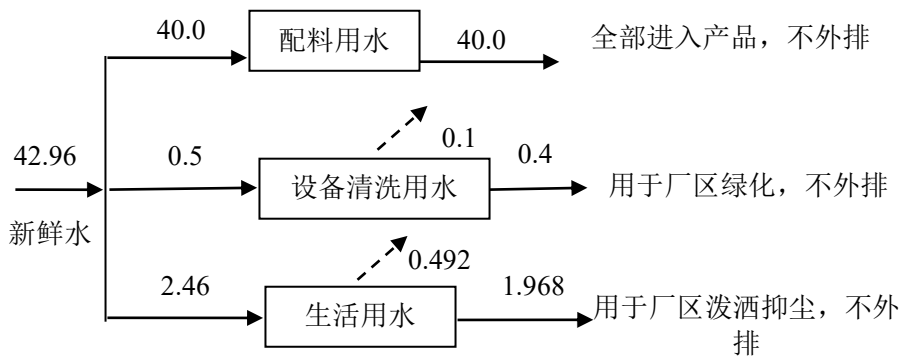 40.0
配料用水
40.0
全部进入产品，不外排
42.96
新鲜水
0.5
设备清洗用水
0.1
0.4
用于厂区绿化，不外排
2.46
生活用水
0.492
1.968
用于厂区泼洒抑尘，不外
排